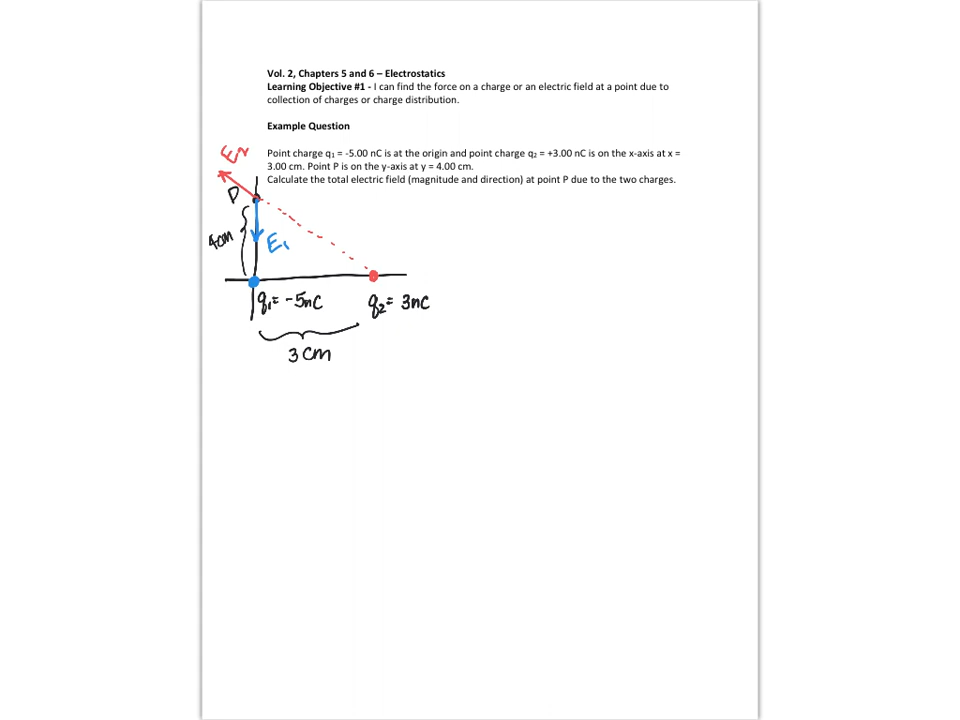 Vol. 2, Chapters 5 and 6 – Electrostatics
Learning Objective #1 - I can find the force on a charge or an electric field at a point due to
collection of charges or charge distribution.
Example Question
Point charge q₁ = -5.00 nC is at the origin and point charge q₂ = +3.00 nC is on the x-axis at x =
3.00 cm. Point P is on the y-axis at y = 4.00 cm.
Calculate the total electric field (magnitude and direction) at point P due to the two charges.
E₂
P
4cm
E₁
q₁= -5nC
q₂= 3nC
3 cm